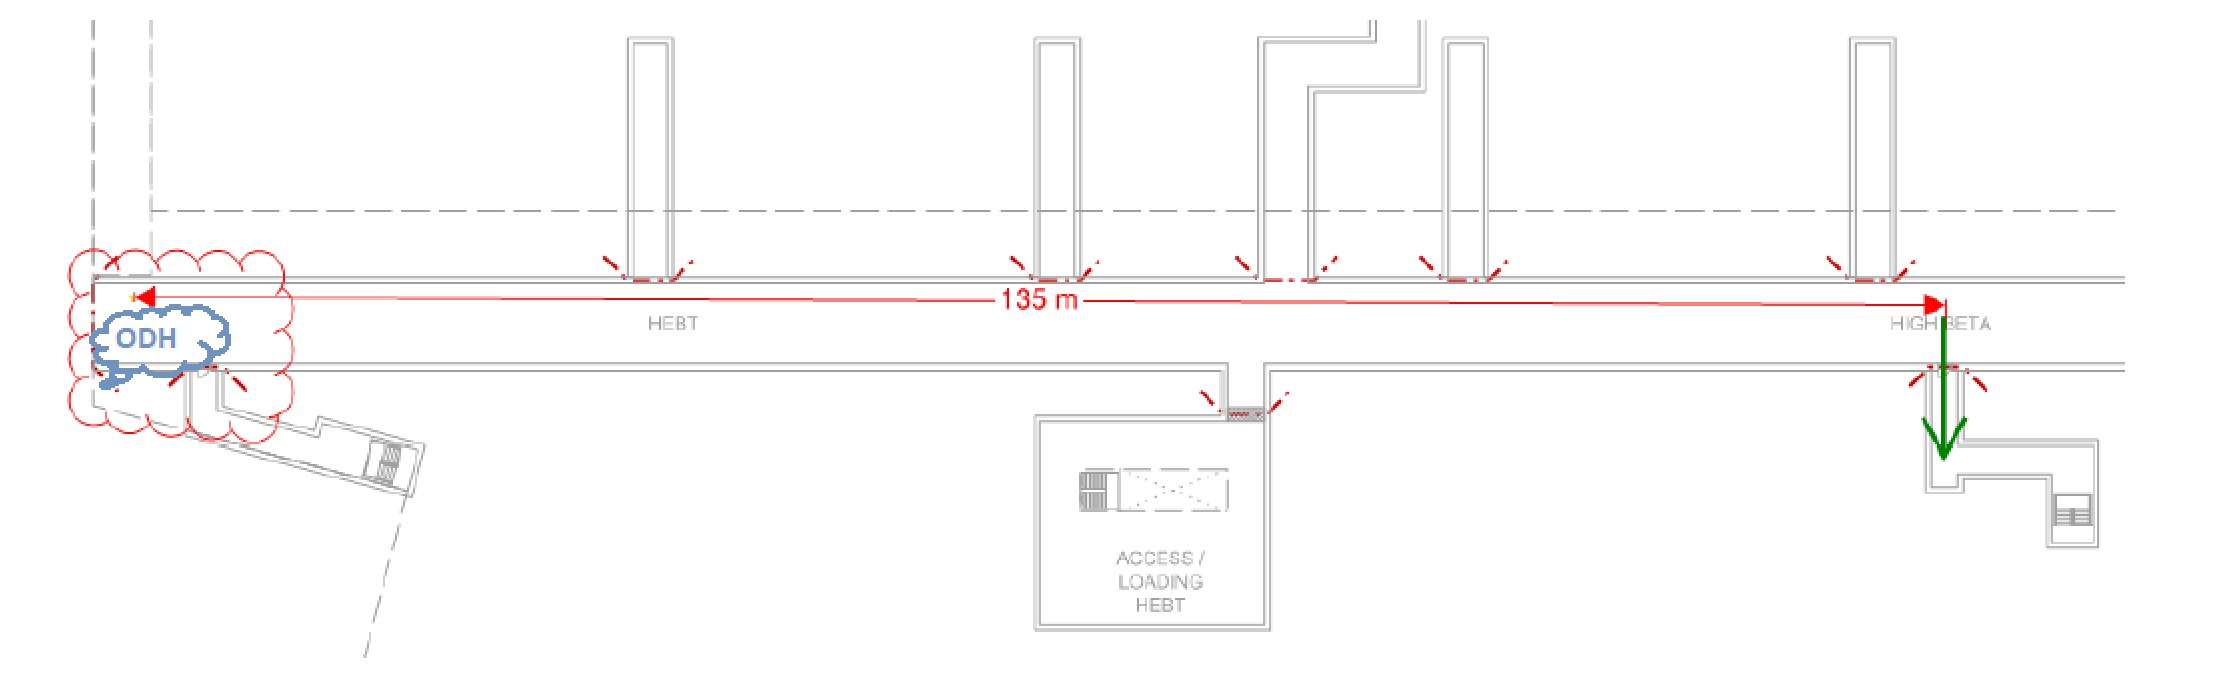 135 m
HEBT
HIGH BETA
ODH
ACCESS /
LOADING
HEBT